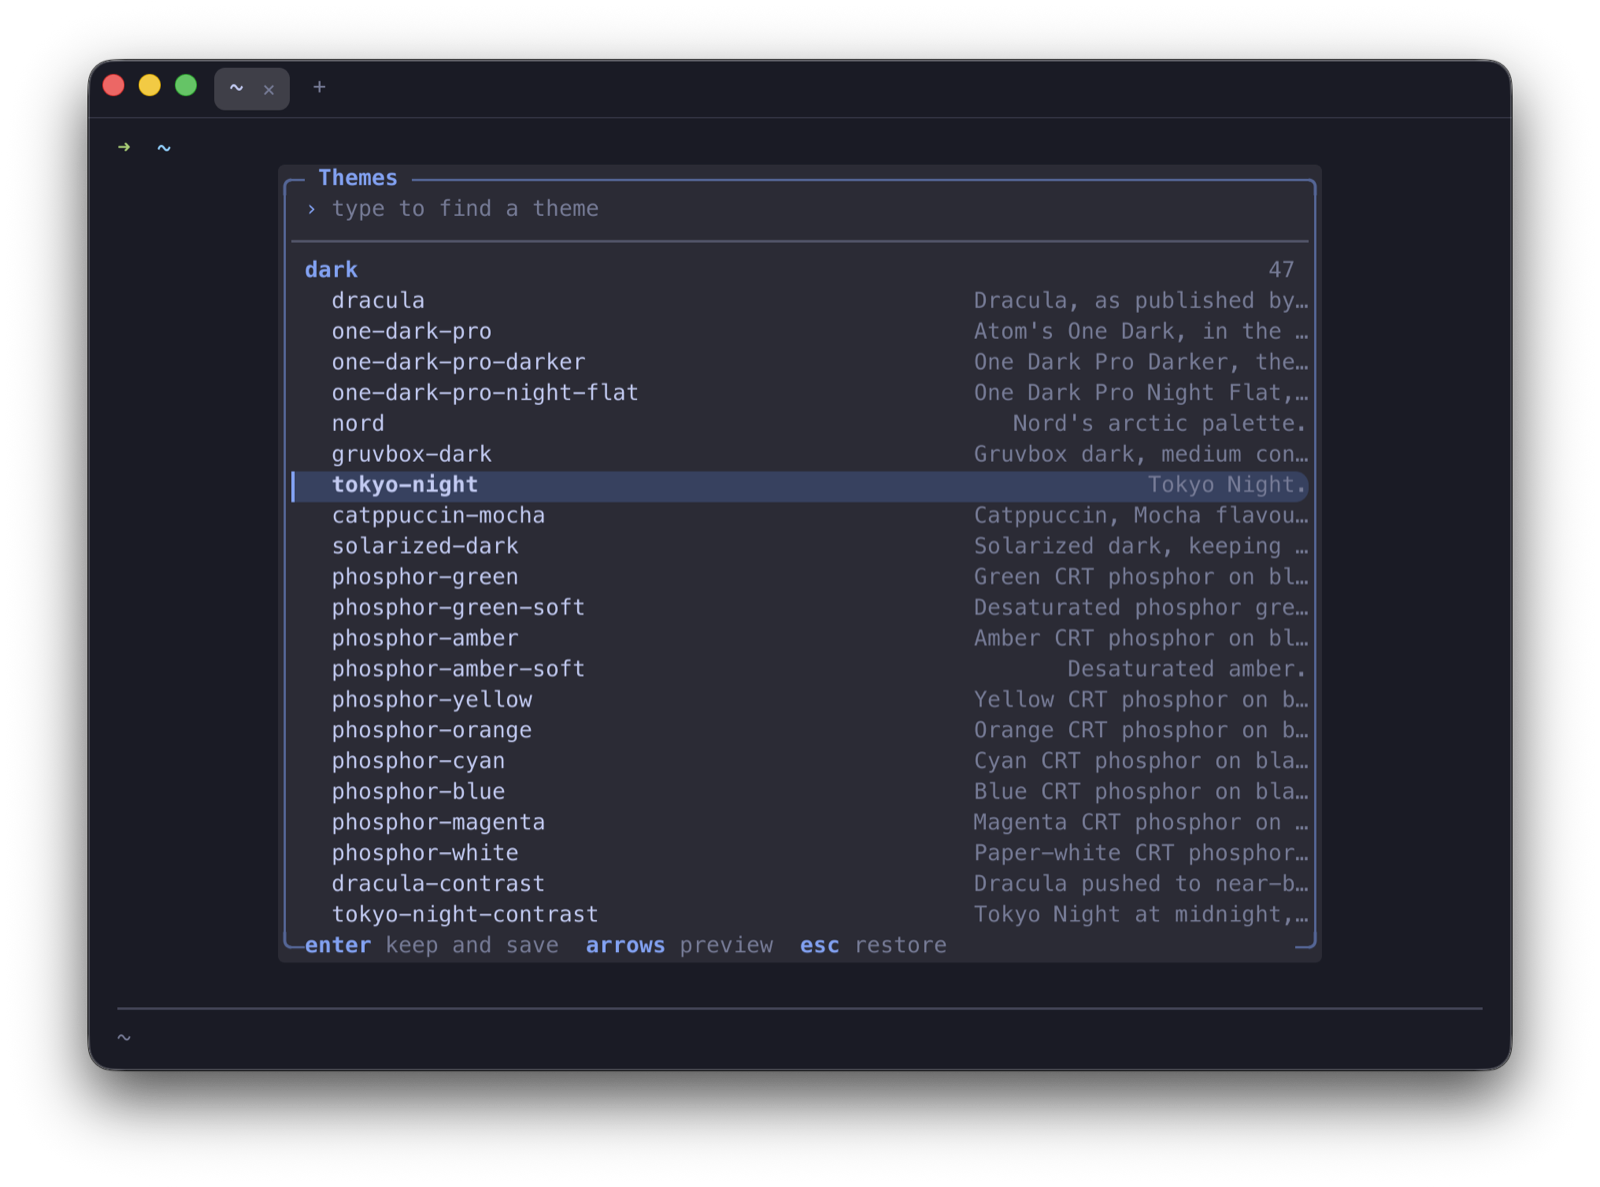 ~ × +
➜ ~
Themes
› type to find a theme
dark 47
dracula Dracula, as published by…
one-dark-pro Atom's One Dark, in the …
one-dark-pro-darker One Dark Pro Darker, the…
one-dark-pro-night-flat One Dark Pro Night Flat,…
nord Nord's arctic palette.
gruvbox-dark Gruvbox dark, medium con…
tokyo-night Tokyo Night.
catppuccin-mocha Catppuccin, Mocha flavou…
solarized-dark Solarized dark, keeping …
phosphor-green Green CRT phosphor on bl…
phosphor-green-soft Desaturated phosphor gre…
phosphor-amber Amber CRT phosphor on bl…
phosphor-amber-soft Desaturated amber.
phosphor-yellow Yellow CRT phosphor on b…
phosphor-orange Orange CRT phosphor on b…
phosphor-cyan Cyan CRT phosphor on bla…
phosphor-blue Blue CRT phosphor on bla…
phosphor-magenta Magenta CRT phosphor on …
phosphor-white Paper-white CRT phosphor…
dracula-contrast Dracula pushed to near-b…
tokyo-night-contrast Tokyo Night at midnight,…
enter keep and save arrows preview esc restore
~